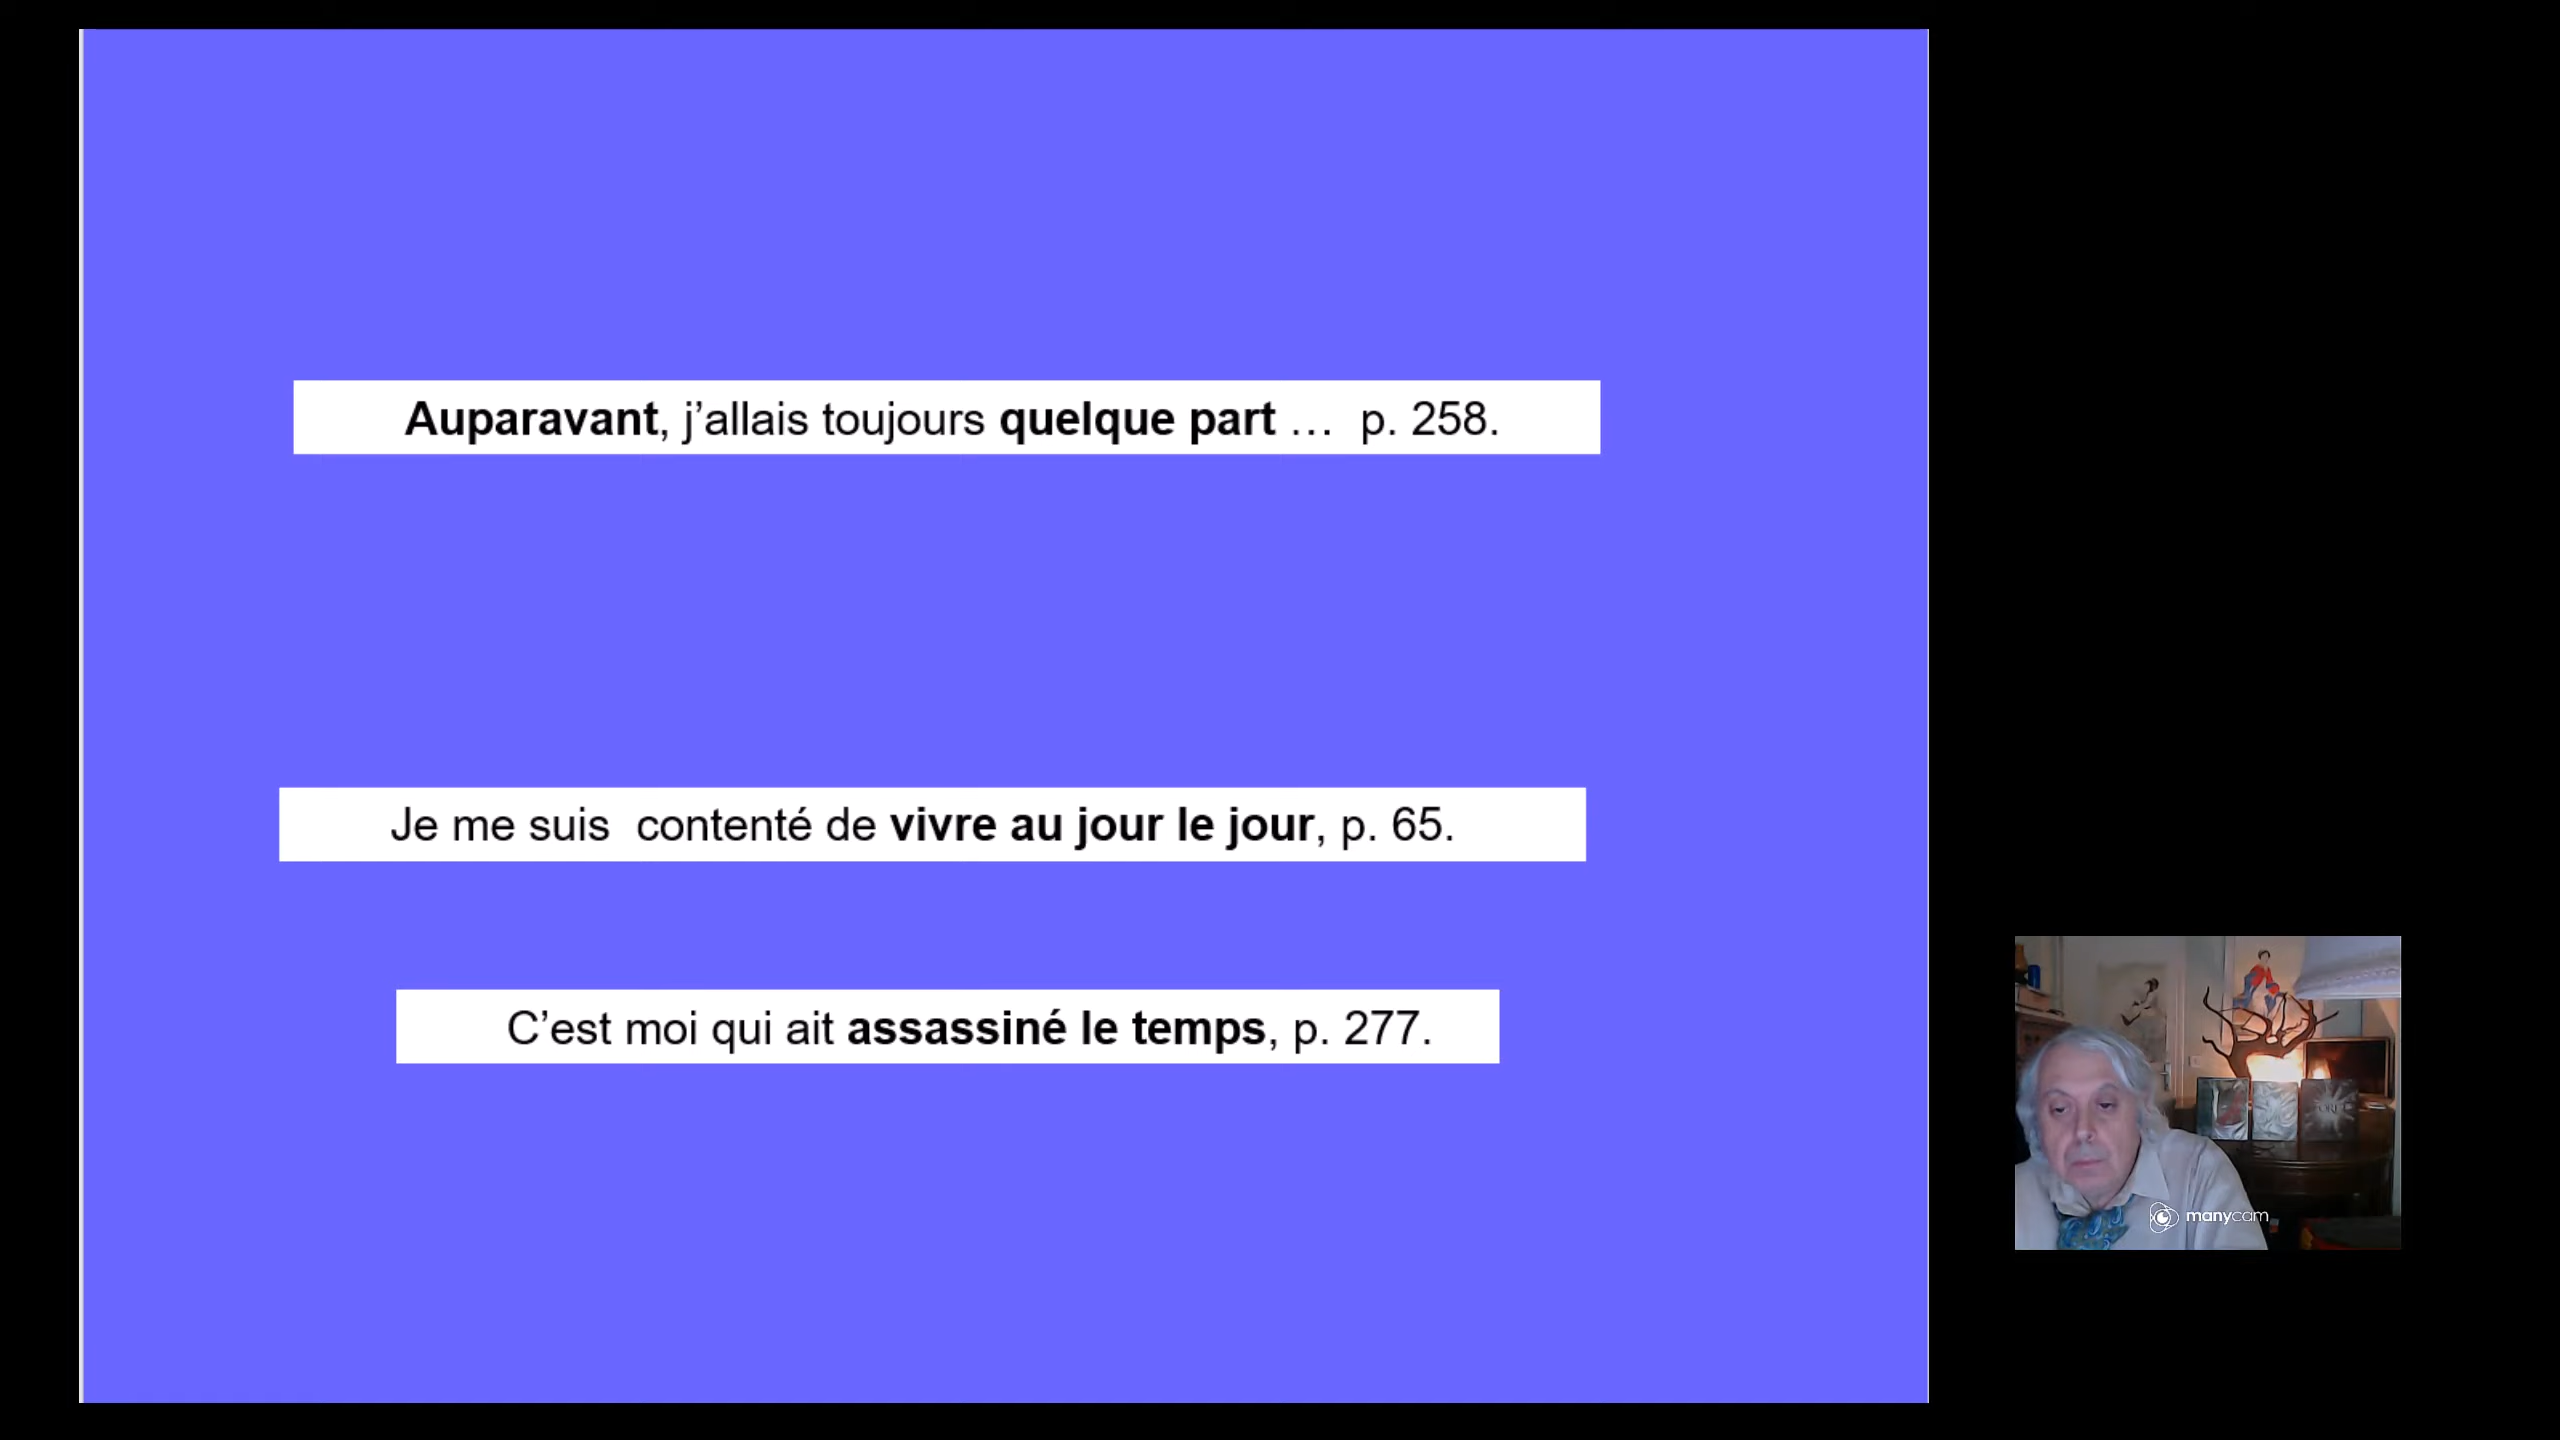 Auparavant, j’allais toujours quelque part … p. 258.
Je me suis contenté de vivre au jour le jour, p. 65.
C’est moi qui ait assassiné le temps, p. 277.
manycam